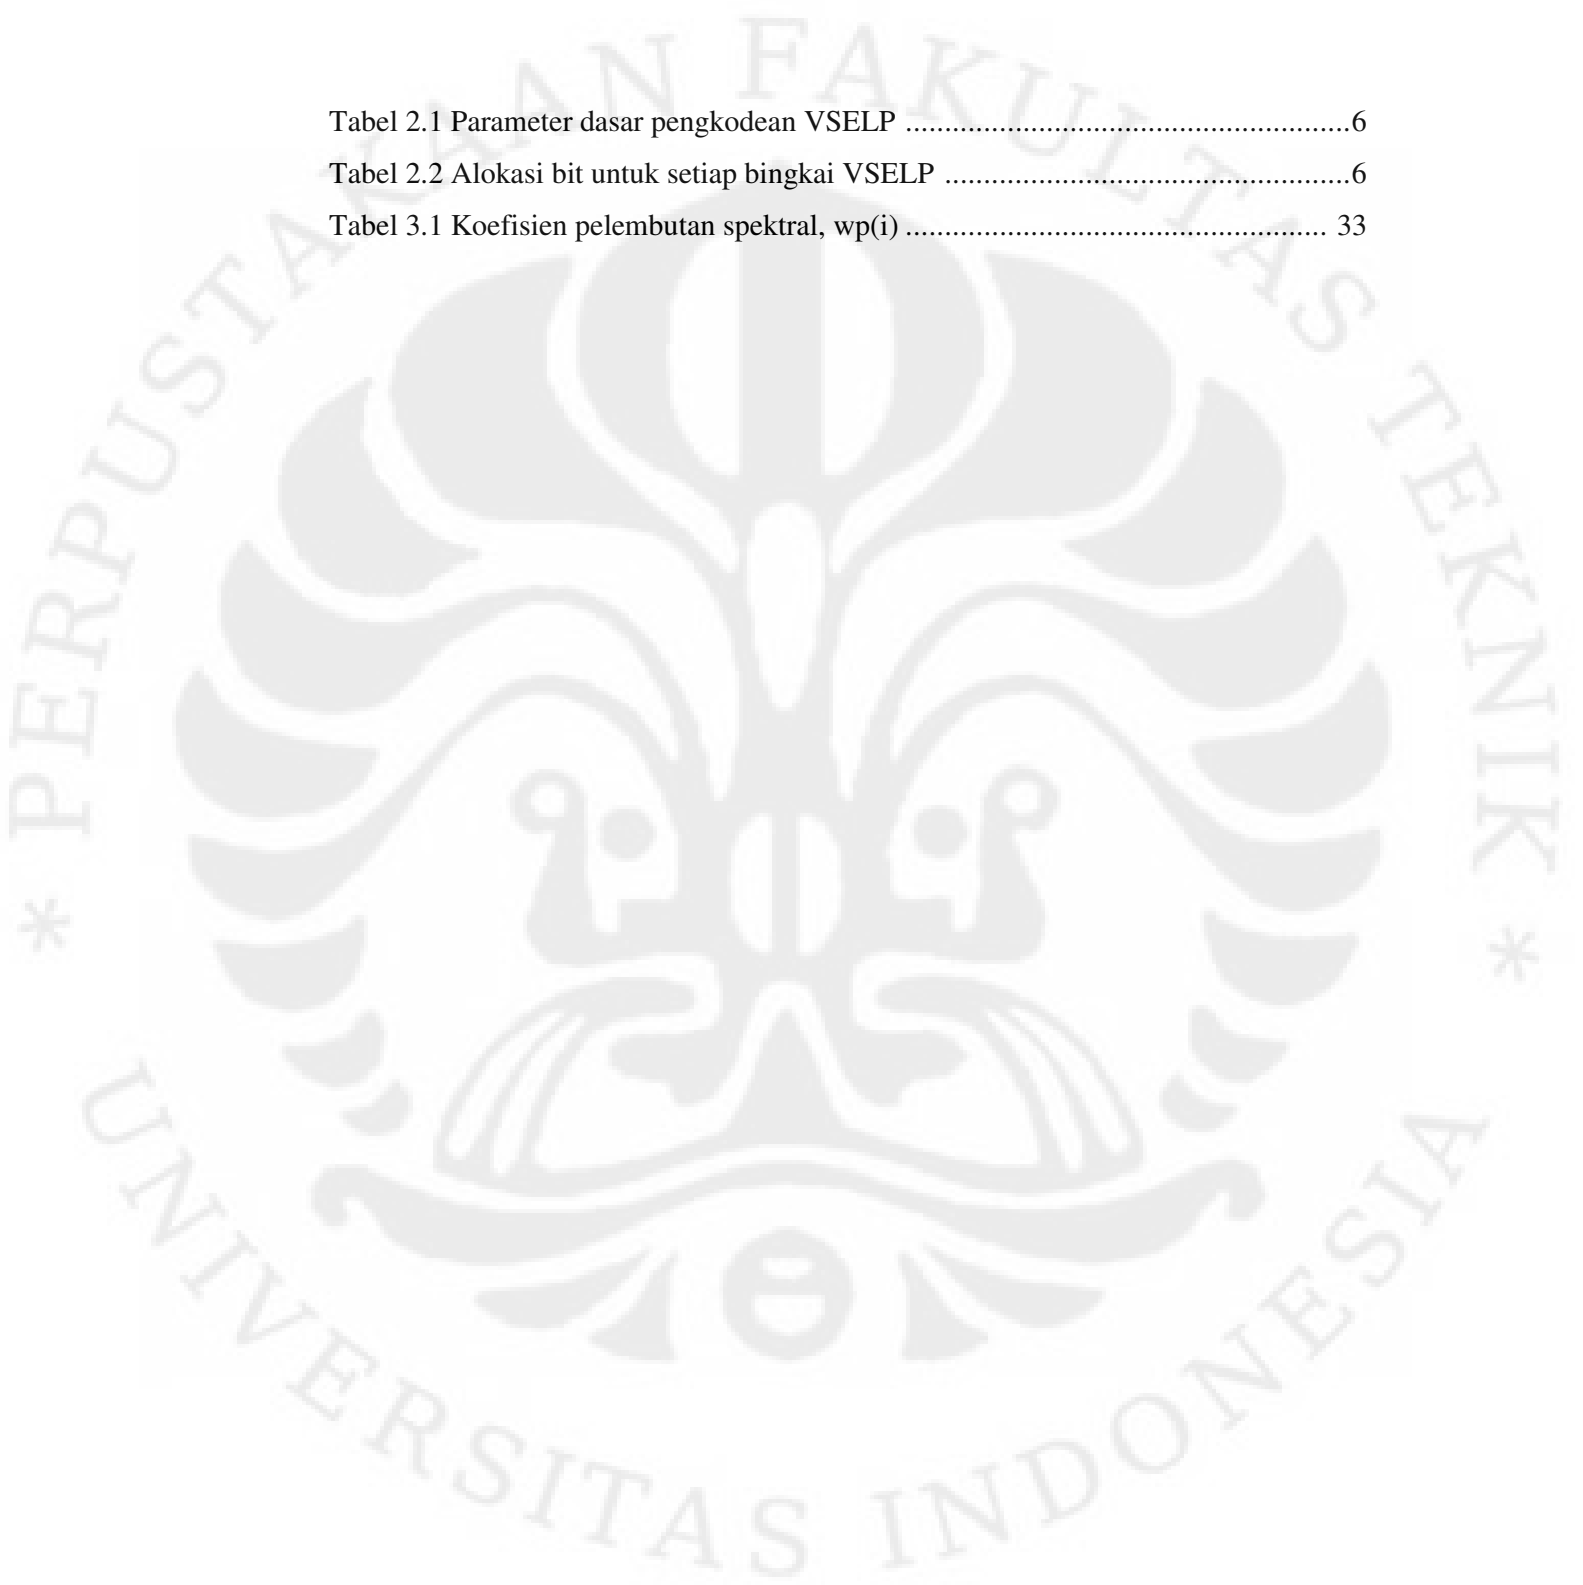 Tabel 2.1 Parameter dasar pengkodean VSELP .........................................................6
Tabel 2.2 Alokasi bit untuk setiap bingkai VSELP ....................................................6
Tabel 3.1 Koefisien pelembutan spektral, wp(i) ...................................................... 33
* PERPUSTAKAAN FAKULTAS TEKNIK *
UNIVERSITAS INDONESIA